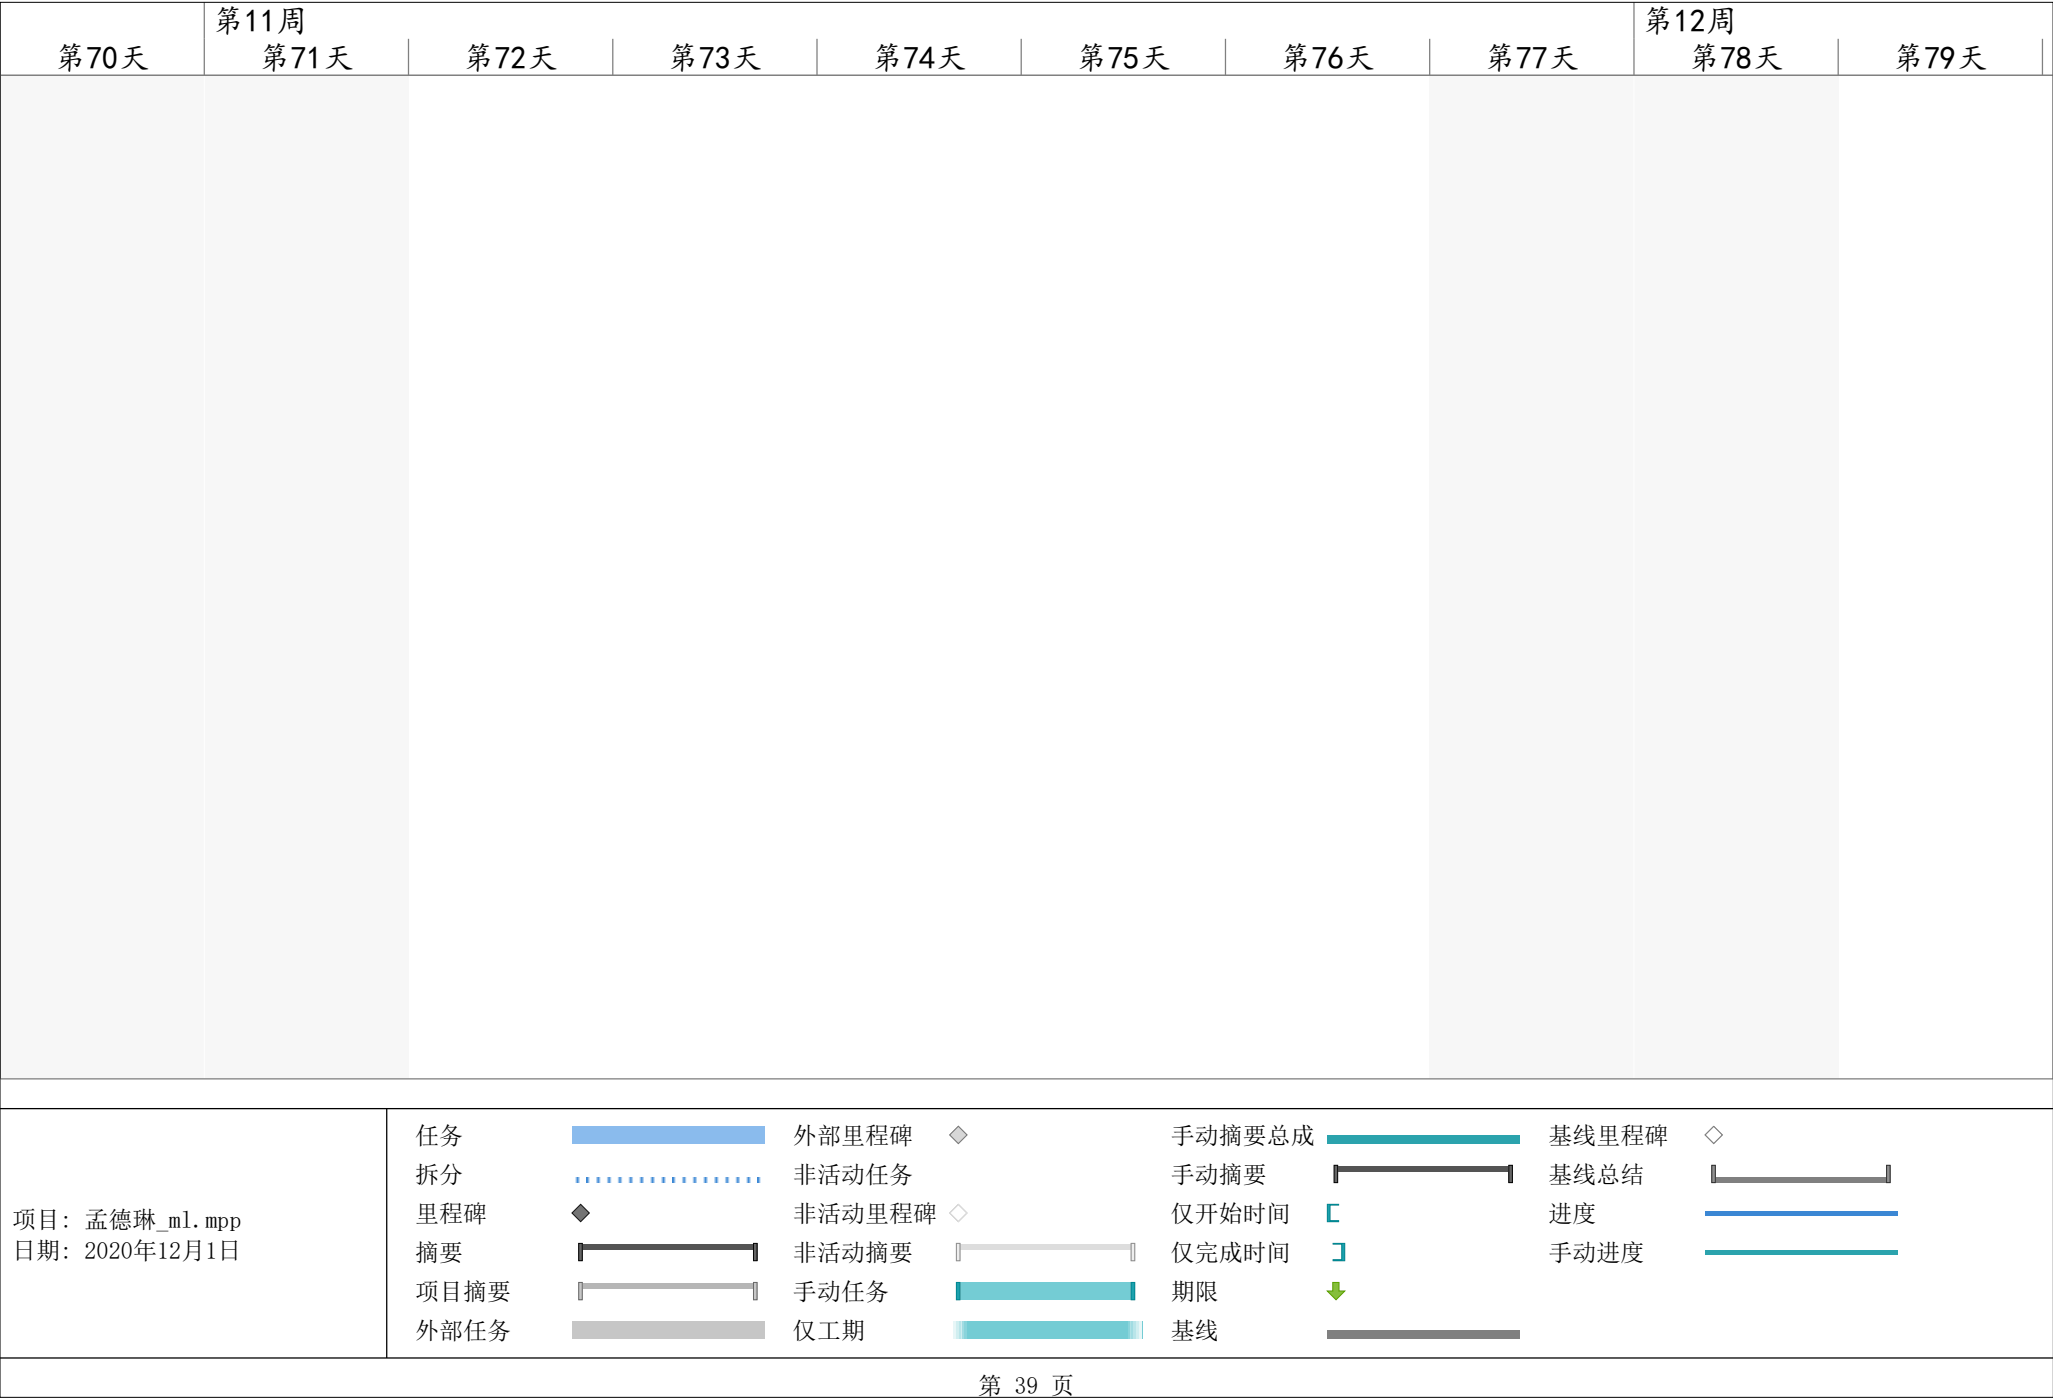 第11周 第12周
第70天 第71天 第72天 第73天 第74天 第75天 第76天 第77天 第78天 第79天
项目: 孟德琳_ml.mpp
日期: 2020年12月1日
任务
拆分
里程碑
摘要
项目摘要
外部任务
外部里程碑
非活动任务
非活动里程碑
非活动摘要
手动任务
仅工期
手动摘要总成
手动摘要
仅开始时间
仅完成时间
期限
基线
基线里程碑
基线总结
进度
手动进度
第 39 页